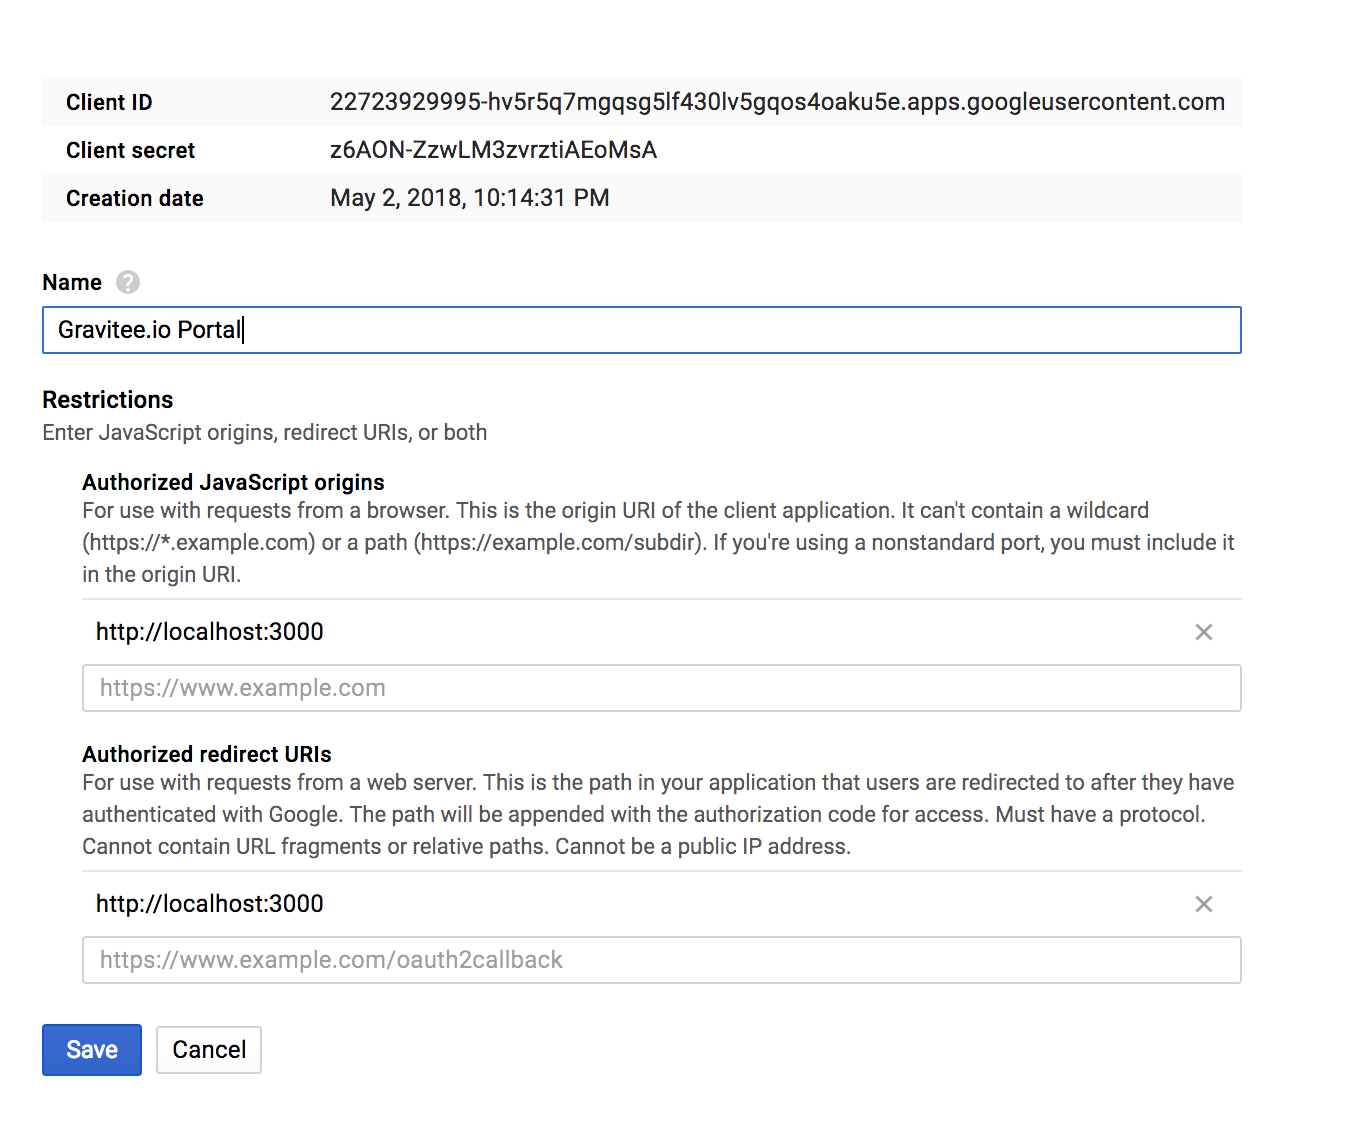 Client ID 22723929995-hv5r5q7mgqsg5lf430lv5gqos4oaku5e.apps.googleusercontent.com
Client secret z6AON-ZzwLM3zvrztiAEoMsA
Creation date May 2, 2018, 10:14:31 PM
Name ?
Gravitee.io Portal
Restrictions
Enter JavaScript origins, redirect URIs, or both
Authorized JavaScript origins
For use with requests from a browser. This is the origin URI of the client application. It can't contain a wildcard
(https://*.example.com) or a path (https://example.com/subdir). If you're using a nonstandard port, you must include it
in the origin URI.
http://localhost:3000
https://www.example.com
Authorized redirect URIs
For use with requests from a web server. This is the path in your application that users are redirected to after they have
authenticated with Google. The path will be appended with the authorization code for access. Must have a protocol.
Cannot contain URL fragments or relative paths. Cannot be a public IP address.
http://localhost:3000
https://www.example.com/oauth2callback
Save Cancel